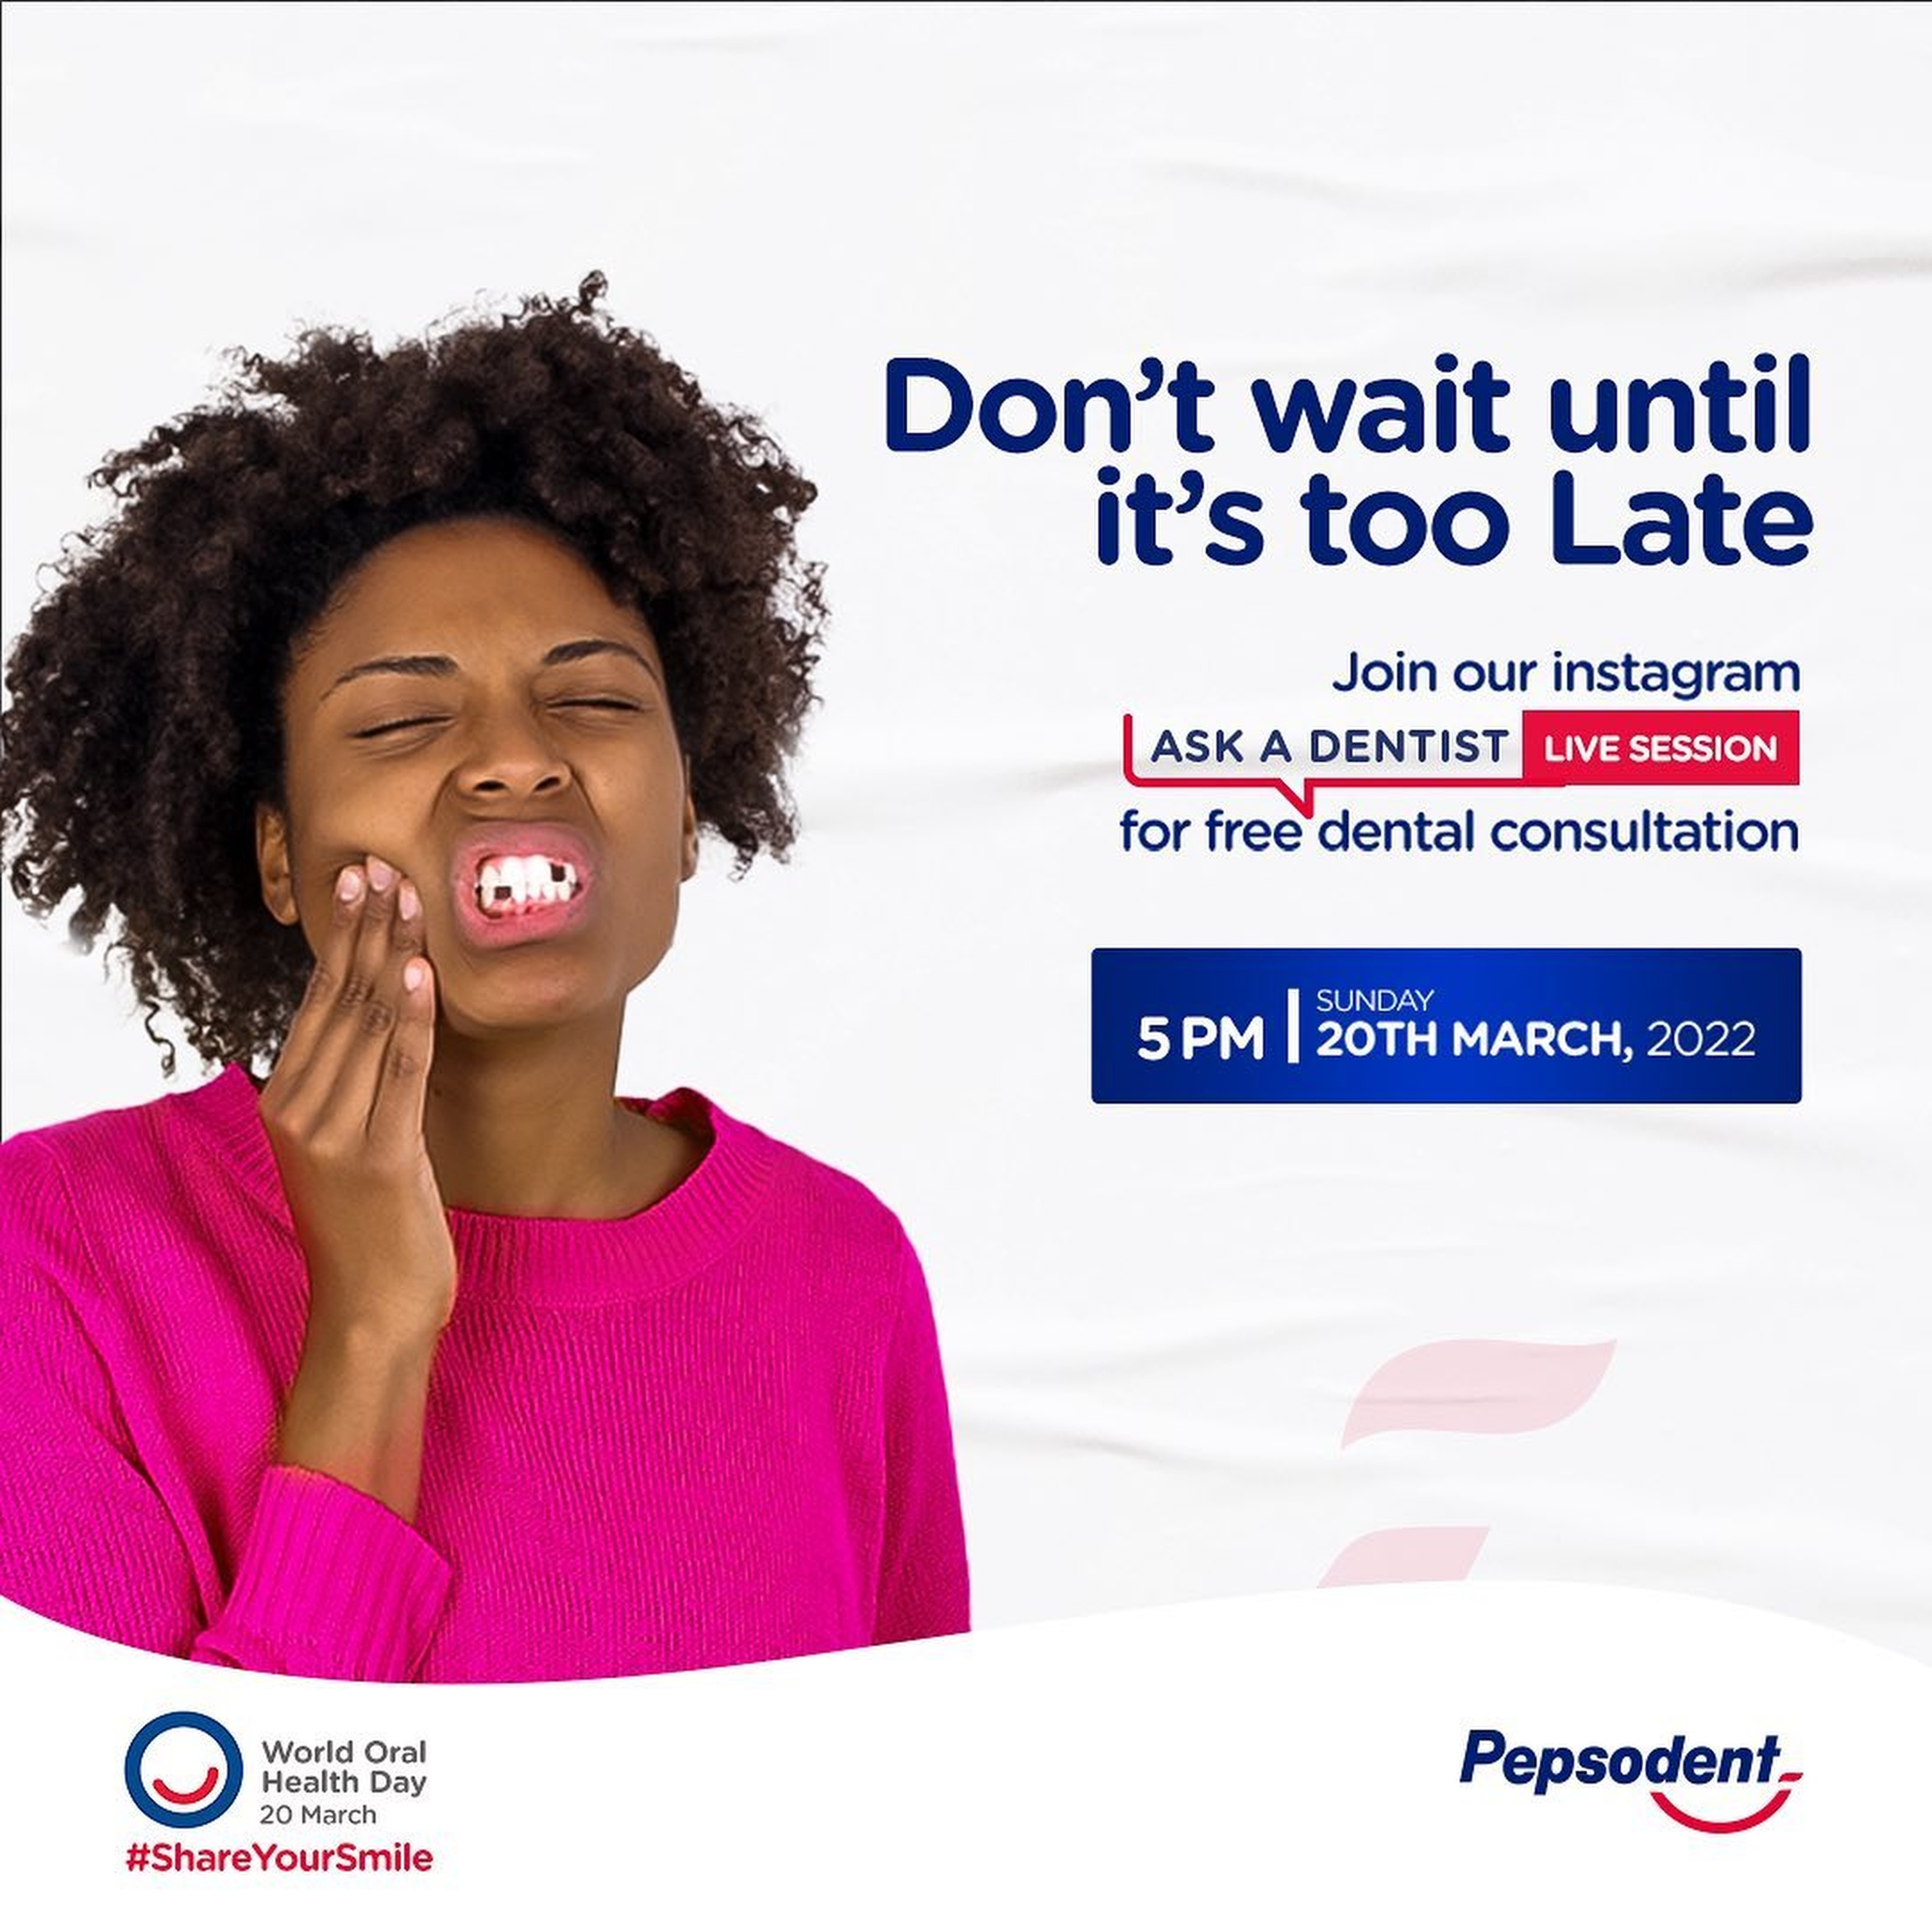 Don't wait until
it's too Late
Join our instagram
ASK A DENTIST LIVE SESSION
for free dental consultation
5 PM
SUNDAY
20TH MARCH, 2022
World Oral
Health Day
20 March
#ShareYourSmile
Pepsodent